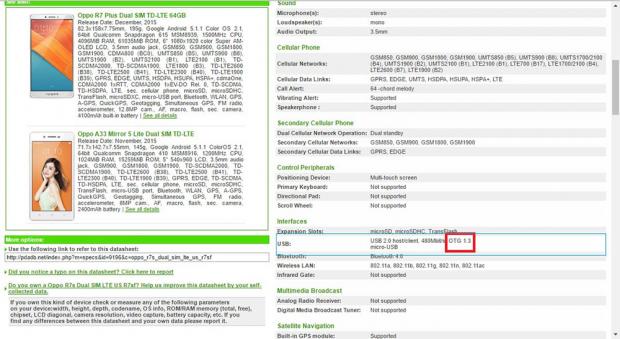 Oppo R7 Plus Dual SIM TD-LTE 64GB
Release Date: December, 2015
82.3x158x7.75mm, 195g, Google Android 5.1.1 Color OS 2.1,
64bit Qualcomm Snapdragon 615 MSM8939, 1500MHz CPU,
4096MiB RAM, 61035MiB ROM, 6" 1080x1920 color Super AM-
OLED LCD, 3.5mm audio jack, GSM850, GSM900, GSM1800,
GSM1900, CDMA800 (BC0), UMTS850 (B5), UMTS900 (B8),
UMTS1900 (B2), UMTS2100 (B1), LTE2100 (B1), TD-
SCDMA2000, TD-SCDMA1900, LTE1800 (B3), TD-LTE2600
(B38), TD-LTE2500 (B41), TD-LTE2300 (B40), TD-LTE1900
(B39), GPRS, EDGE, UMTS, HSDPA, HSUPA, HSPA+, cdmaOne,
CDMA2000 1xRTT, CDMA2000 1xEV-DO Rel. 0, TD-SCDMA,
TD-HSDPA, LTE, sec. cellular phone, microSD, microSDHC,
TransFlash, microSDXC, micro-USB port, Bluetooth, WLAN, GPS,
A-GPS, QuickGPS, Geotagging, Simultaneous GPS, FM radio,
accelerometer, 12.8MP cam., AF, macro, flash, sec. camera,
4100mAh built-in battery | See all details
Oppo A33 Mirror 5 Lite Dual SIM TD-LTE
Release Date: November, 2015
71x142.7x7.55mm, 145g, Google Android 5.1.1 ColorOS 2.1,
64bit Qualcomm Snapdragon 410 MSM8916, 1209MHz CPU,
1024MiB RAM, 15259MiB ROM, 5" 540x960 LCD, 3.5mm audio
jack, GSM900, GSM1800, GSM1900, TD-SCDMA2000, TD-
SCDMA1900, TD-LTE2600 (B38), TD-LTE2500 (B41), TD-
LTE2300 (B40), TD-LTE1900 (B39), GPRS, EDGE, TD-SCDMA,
TD-HSDPA, LTE, sec. cellular phone, microSD, microSDHC,
TransFlash, micro-USB port, Bluetooth, WLAN, GPS, A-GPS,
QuickGPS, Geotagging, Simultaneous GPS, FM radio,
accelerometer, 8MP cam., AF, macro, flash, sec. camera,
2400mAh battery | See all details
More options:
Use the following link to refer to this datasheet:
http://pdadb.net/index.php?m=specs&id=9196&c=oppo_r7s_dual_sim_lte_us_r7sf
Did you notice a typo on this datasheet? Click here to report
Do you own a Oppo R7s Dual SIM LTE US R7sf? Help us improve this datasheet by your self-
collected data.
If you own this kind of device check or measure any of the following parameters
on your device:width, height, depth, codename, OS info, ROM/RAM memory (total, free),
chipset, LCD diagonal, camera resolution, video capture, battery capacity, etc. If you
find any differences between this datasheet and your own data please report it.
Sound
Microphone(s): stereo
Loudspeaker(s): mono
Audio Output: 3.5mm
Cellular Phone
Cellular Networks: GSM850, GSM900, GSM1800, GSM1900, UMTS850 (B5), UMTS900 (B8), UMTS1700/2100
(B4), UMTS1900 (B2), UMTS2100 (B1), LTE2100 (B1), LTE1700/2100 (B4),
LTE2600 (B7), LTE1900 (B2)
Cellular Data Links: GPRS, EDGE, UMTS, HSDPA, HSUPA, HSPA+, LTE
Call Alert: 64 -chord melody
Vibrating Alert: Supported
Speakerphone : Supported
Secondary Cellular Phone
Dual Cellular Network Operation: Dual standby
Secondary Cellular Networks: GSM850, GSM900, GSM1800, GSM1900
Secondary Cellular Data Links: GPRS, EDGE
Control Peripherals
Positioning Device: Multi-touch screen
Primary Keyboard: Not supported
Directional Pad: Not supported
Scroll Wheel: Not supported
Interfaces
Expansion Slots: microSD, microSDHC, TransFlash
USB: USB 2.0 host/client, 480Mbit/s OTG 1.3
micro-USB
Bluetooth: Bluetooth 4.0
Wireless LAN: 802.11a, 802.11b, 802.11g, 802.11n, 802.11ac
Infrared Gate: Not supported
Multimedia Broadcast
Analog Radio Receiver: Not supported
Digital Media Broadcast Tuner: Not supported
Satellite Navigation
Built-in GPS module: Supported